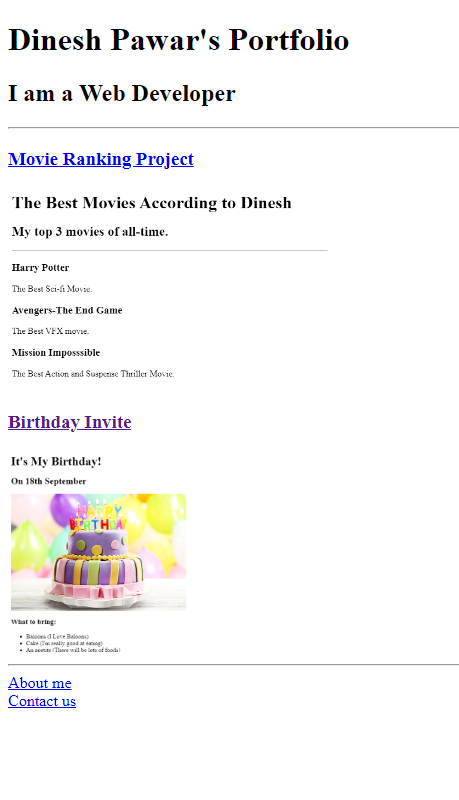 Dinesh Pawar's Portfolio
I am a Web Developer
Movie Ranking Project
The Best Movies According to Dinesh
My top 3 movies of all-time.
Harry Potter
The Best Sci-fi Movie.
Avengers-The End Game
The Best VFX movie.
Mission Imposssible
The Best Action and Suspense Thriller Movie.
Birthday Invite
It's My Birthday!
On 18th September
HAPPY
BIRTHDAY
What to bring:
Baloons (I Love Baloons)
Cake (I'm really good at eating)
An appetite (There will be lots of foods)
About me
Contact us